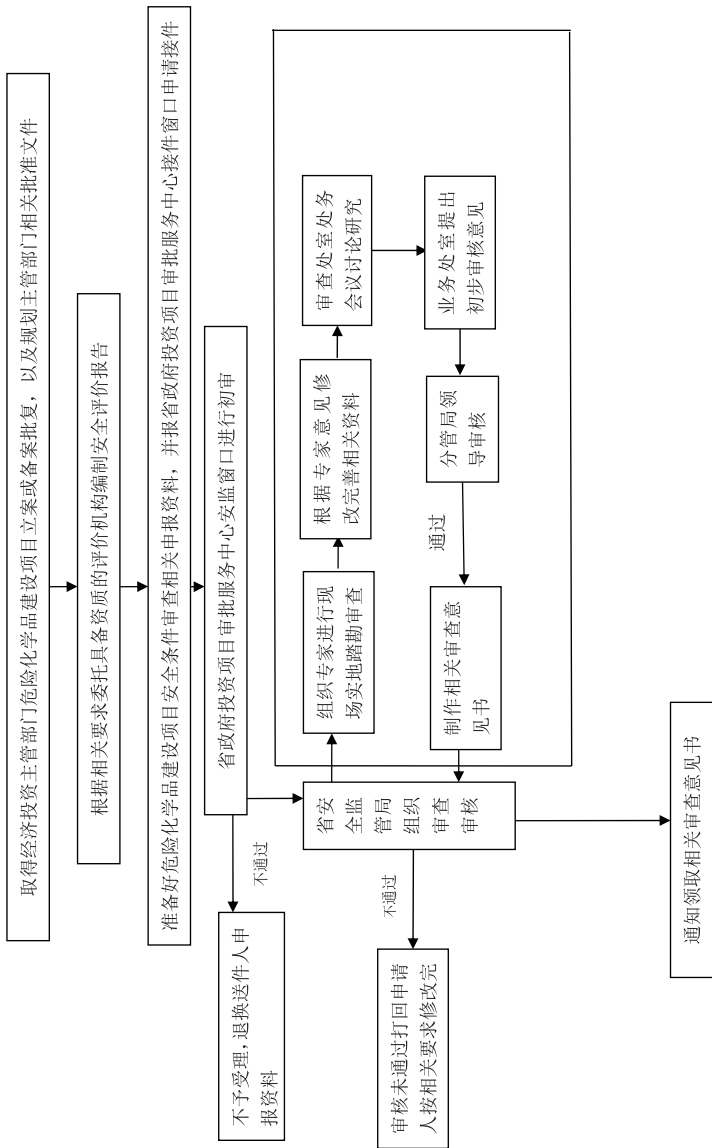 取得经济投资主管部门危险化学品建设项目立案或备案批复，以及规划主管部门相关批准文件
根据相关要求委托具备资质的评价机构编制安全评价报告
准备好危险化学品建设项目安全条件审查相关申报资料，并报省政府投资项目审批服务中心接件窗口申请接件
省政府投资项目审批服务中心安监窗口进行初审
不通过
不予受理，退换送件人申
报资料
省安
全监
管局
组织
审查
审核
组织专家进行现
场实地踏勘审查
根据专家意见修
改完善相关资料
审查处室处务
会议讨论研究
业务处室提出
初步审核意见
分管局领
导审核
通过
制作相关审查意
见书
不通过
审核未通过打回申请
人按相关要求修改完
通知领取相关审查意见书